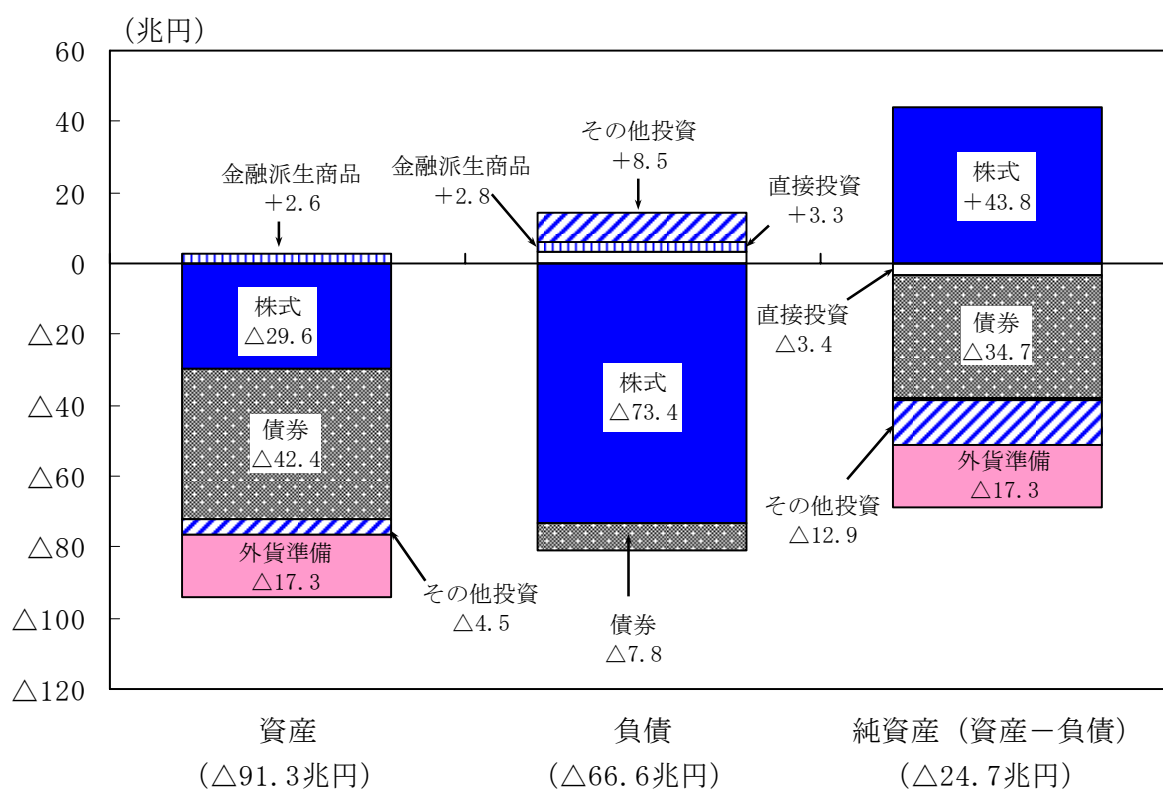 (兆円)
60
40
20
0
△20
△40
△60
△80
△100
△120
金融派生商品
+2.6
株式
△29.6
債券
△42.4
外貨準備
△17.3
その他投資
△4.5
金融派生商品
+2.8
その他投資
+8.5
直接投資
+3.3
株式
△73.4
債券
△7.8
株式
+43.8
直接投資
△3.4
債券
△34.7
その他投資
△12.9
外貨準備
△17.3
資産
(△91.3兆円)
負債
(△66.6兆円)
純資産(資産-負債)
(△24.7兆円)